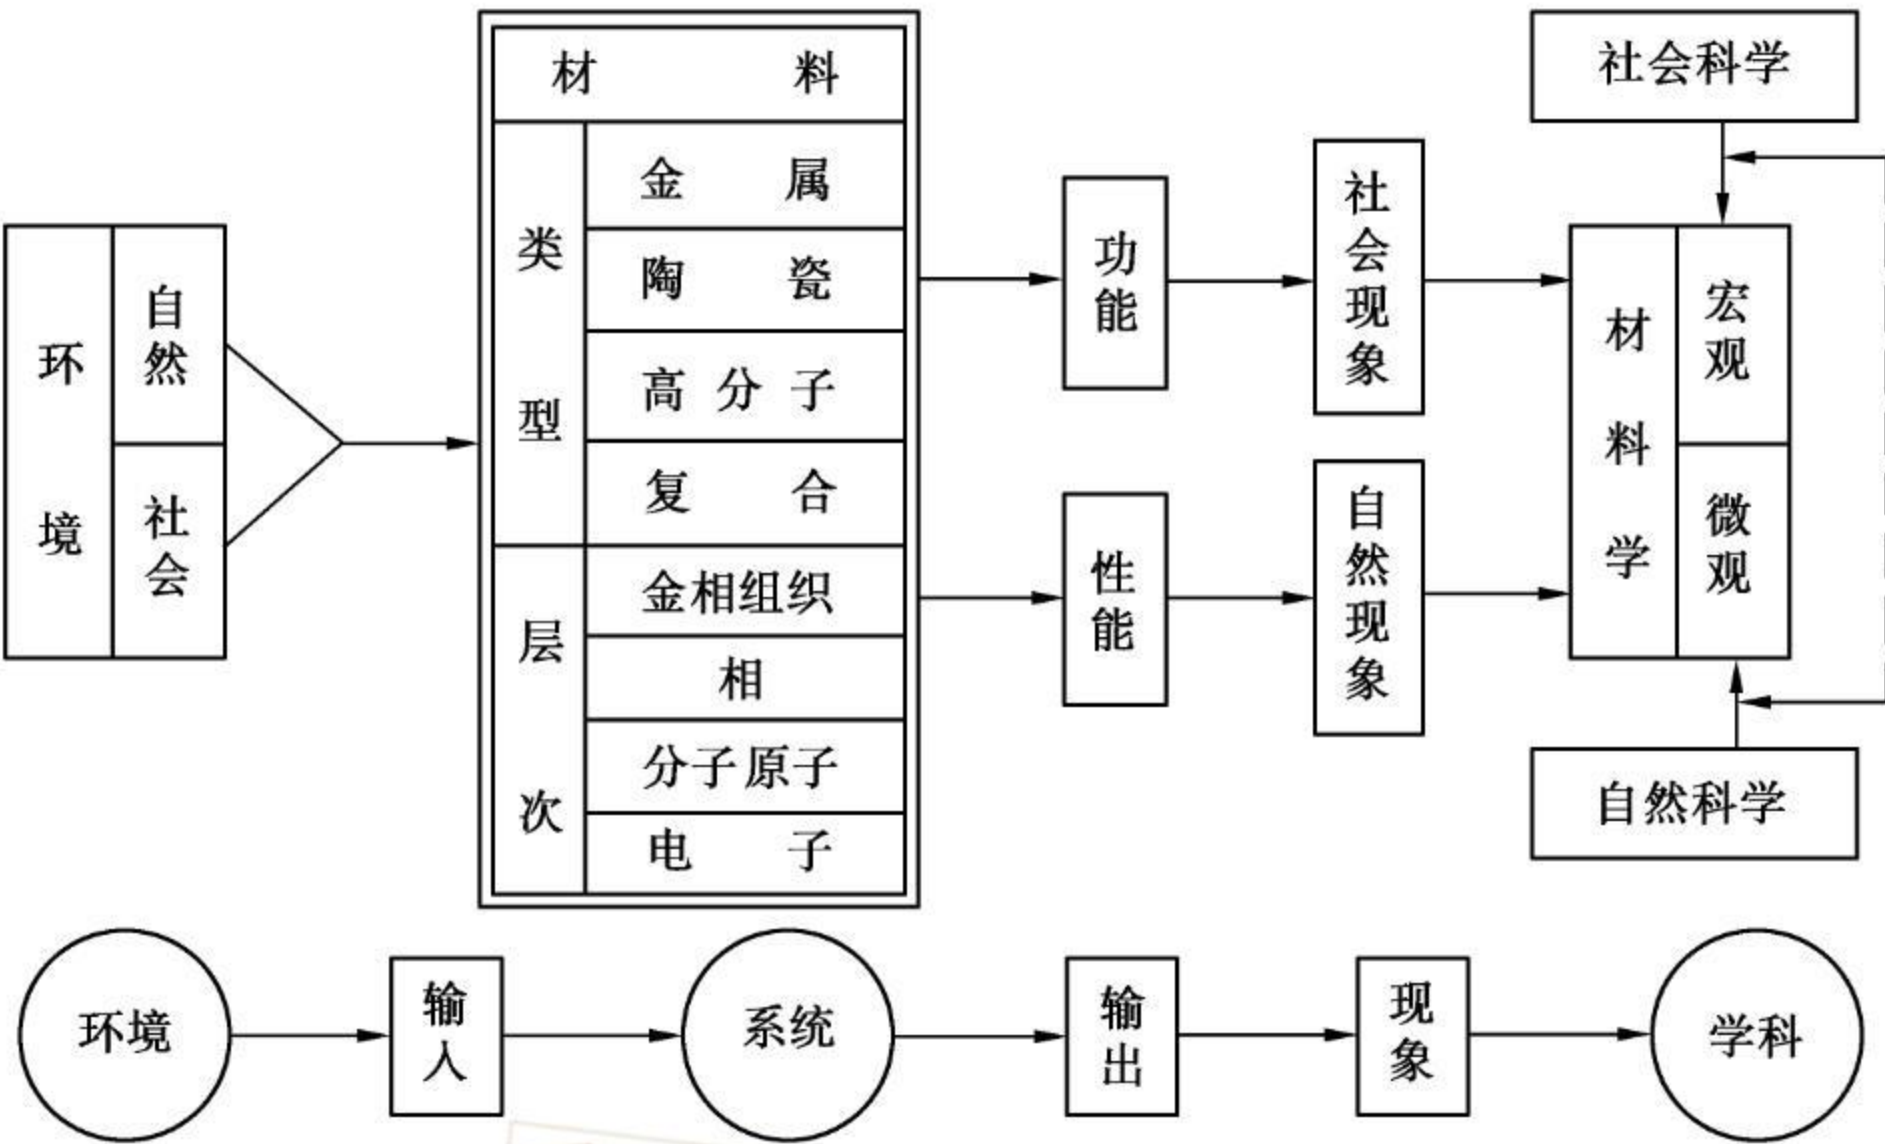 环境
自然
社会
材料
类型
金属
陶瓷
高分子
复合
层次
金相组织
相
分子原子
电子
功能
性能
社会现象
自然现象
社会科学
材料学
宏观
微观
自然科学
环境
输入
系统
输出
现象
学科